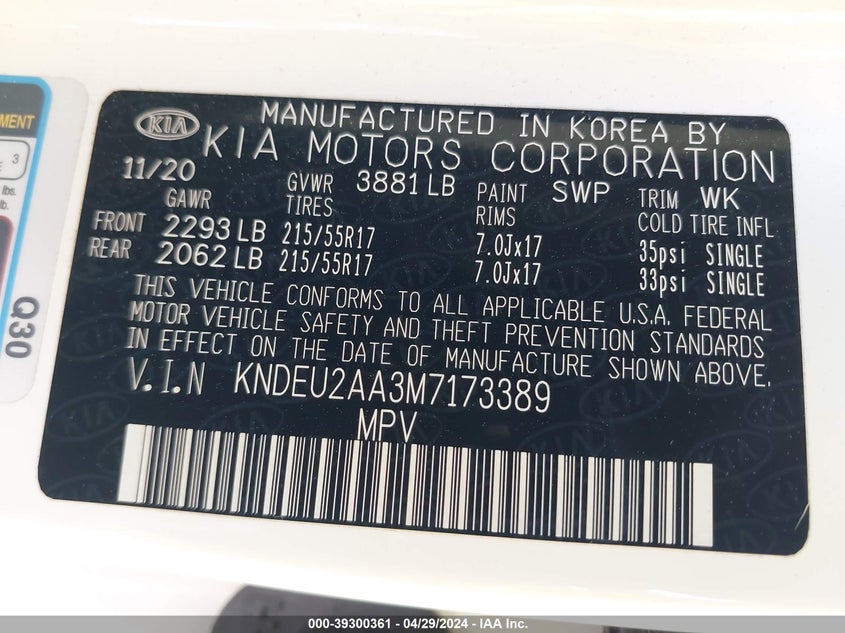 KIA
MANUFACTURED IN KOREA BY
KIA MOTORS CORPORATION
11/20 GVWR 3881 LB PAINT SWP TRIM WK
GAWR TIRES RIMS COLD TIRE INFL
FRONT 2293 LB 215/55R17 7.0Jx17 35psi SINGLE
REAR 2062 LB 215/55R17 7.0Jx17 33psi SINGLE
THIS VEHICLE CONFORMS TO ALL APPLICABLE U.S.A. FEDERAL
MOTOR VEHICLE SAFETY AND THEFT PREVENTION STANDARDS
IN EFFECT ON THE DATE OF MANUFACTURE SHOWN ABOVE.
V.I.N KNDEU2AA3M7173389
MPV
3
lbs.
lb.
Q30
000-39300361 - 04/29/2024 - IAA Inc.